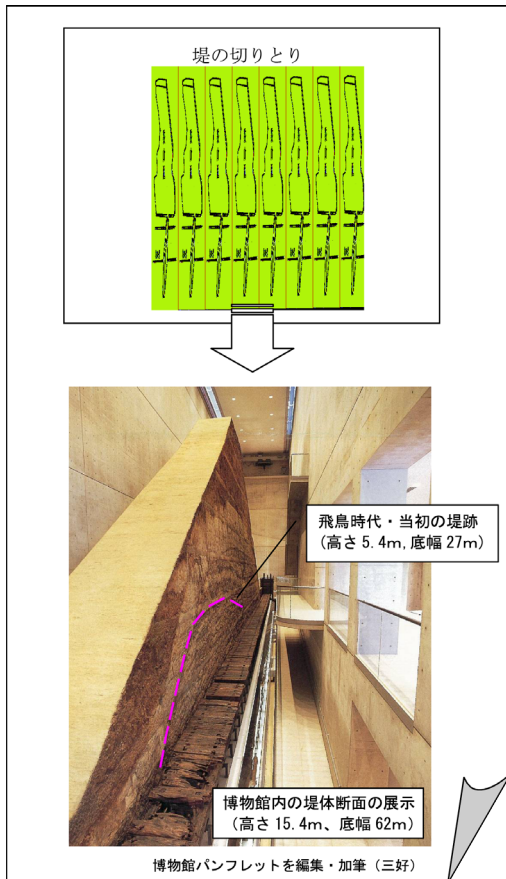 堤の切りとり
飛鳥時代・当初の堤跡
（高さ 5.4m, 底幅 27m）
博物館内の堤体断面の展示
（高さ 15.4m、底幅 62m）
博物館パンフレットを編集・加筆（三好）